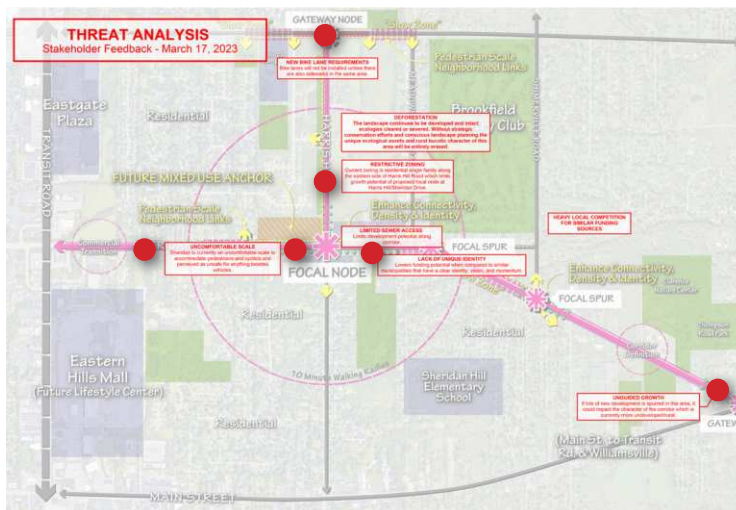 THREAT ANALYSIS
Stakeholder Feedback - March 17, 2023
GATEWAY NODE
"Slow Zone"
NEW BIKE LANE REQUIREMENTS
Bike lanes will not be installed unless there
are also sidewalks in the same area.
Pedestrian Scale
Neighborhood Links
Eastgate
Plaza
Residential
Residential
Brookfield
Club
DEFORESTATION
The landscape continues to be developed and intact
ecologies cleared or severed. Without strategic
conservation efforts and conscious landscape planning the
unique ecological assets and rural bucolic character of this
area will be entirely erased.
TRANSIT ROAD
HARRIS
RESTRICTIVE ZONING
Current zoning is residential single family along
the eastern side of Harris Hill Road which limits
growth potential of proposed focal node at
Harris Hill/Sheridan Drive.
FUTURE MIXED USE ANCHOR
Pedestrian Scale
Neighborhood Links
Enhance Connectivity,
Density & Identity
HEAVY LOCAL COMPETITION
FOR SIMILAR FUNDING
SOURCES
LIMITED SEWER ACCESS
Limits development potential along
corridor.
UNCOMFORTABLE SCALE
Sheridan is currently an uncomfortable scale to
accommodate pedestrians and cyclists and
perceived as unsafe for anything besides
vehicles.
FOCAL NODE
FOCAL SPUR
LACK OF UNIQUE IDENTITY
Lowers funding potential when compared to similar
municipalities that have a clear identity, vision, and momentum.
Enhance Connectivity,
Density & Identity
FOCAL SPUR
Residential
Residential
Corridor
Transition
Eastern
Hills Mall
(Future Lifestyle Center)
10 Minute Walking Radius
Sheridan Hill
Elementary
School
UNGUIDED GROWTH
If lots of new development is spurred in this area, it
could impact the character of the corridor which is
currently more undeveloped/rural.
GATEW
Residential
(Main St. to Transit
Rd. & Williamsville)
MAIN STREET